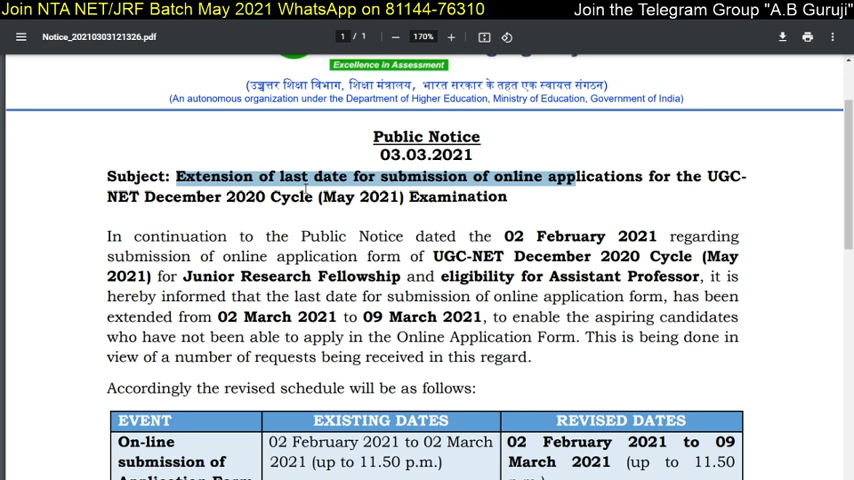 Join NTA NET/JRF Batch May 2021 WhatsApp on 81144-76310
Join the Telegram Group "A.B Guruji"
Notice_20210303121326.pdf
1 / 1
170%
Excellence in Assessment
(उच्चत्तर शिक्षा विभाग, शिक्षा मंत्रालय, भारत सरकार के तहत एक स्वायत्त संगठन)
(An autonomous organization under the Department of Higher Education, Ministry of Education, Government of India)
Public Notice
03.03.2021
Subject: Extension of last date for submission of online applications for the UGC-
NET December 2020 Cycle (May 2021) Examination
In continuation to the Public Notice dated the 02 February 2021 regarding
submission of online application form of UGC-NET December 2020 Cycle (May
2021) for Junior Research Fellowship and eligibility for Assistant Professor, it is
hereby informed that the last date for submission of online application form, has been
extended from 02 March 2021 to 09 March 2021, to enable the aspiring candidates
who have not been able to apply in the Online Application Form. This is being done in
view of a number of requests being received in this regard.
Accordingly the revised schedule will be as follows:
EVENT EXISTING DATES REVISED DATES
On-line 02 February 2021 to 02 March 02 February 2021 to 09
submission of 2021 (up to 11.50 p.m.) March 2021 (up to 11.50
Application Form p.m.)